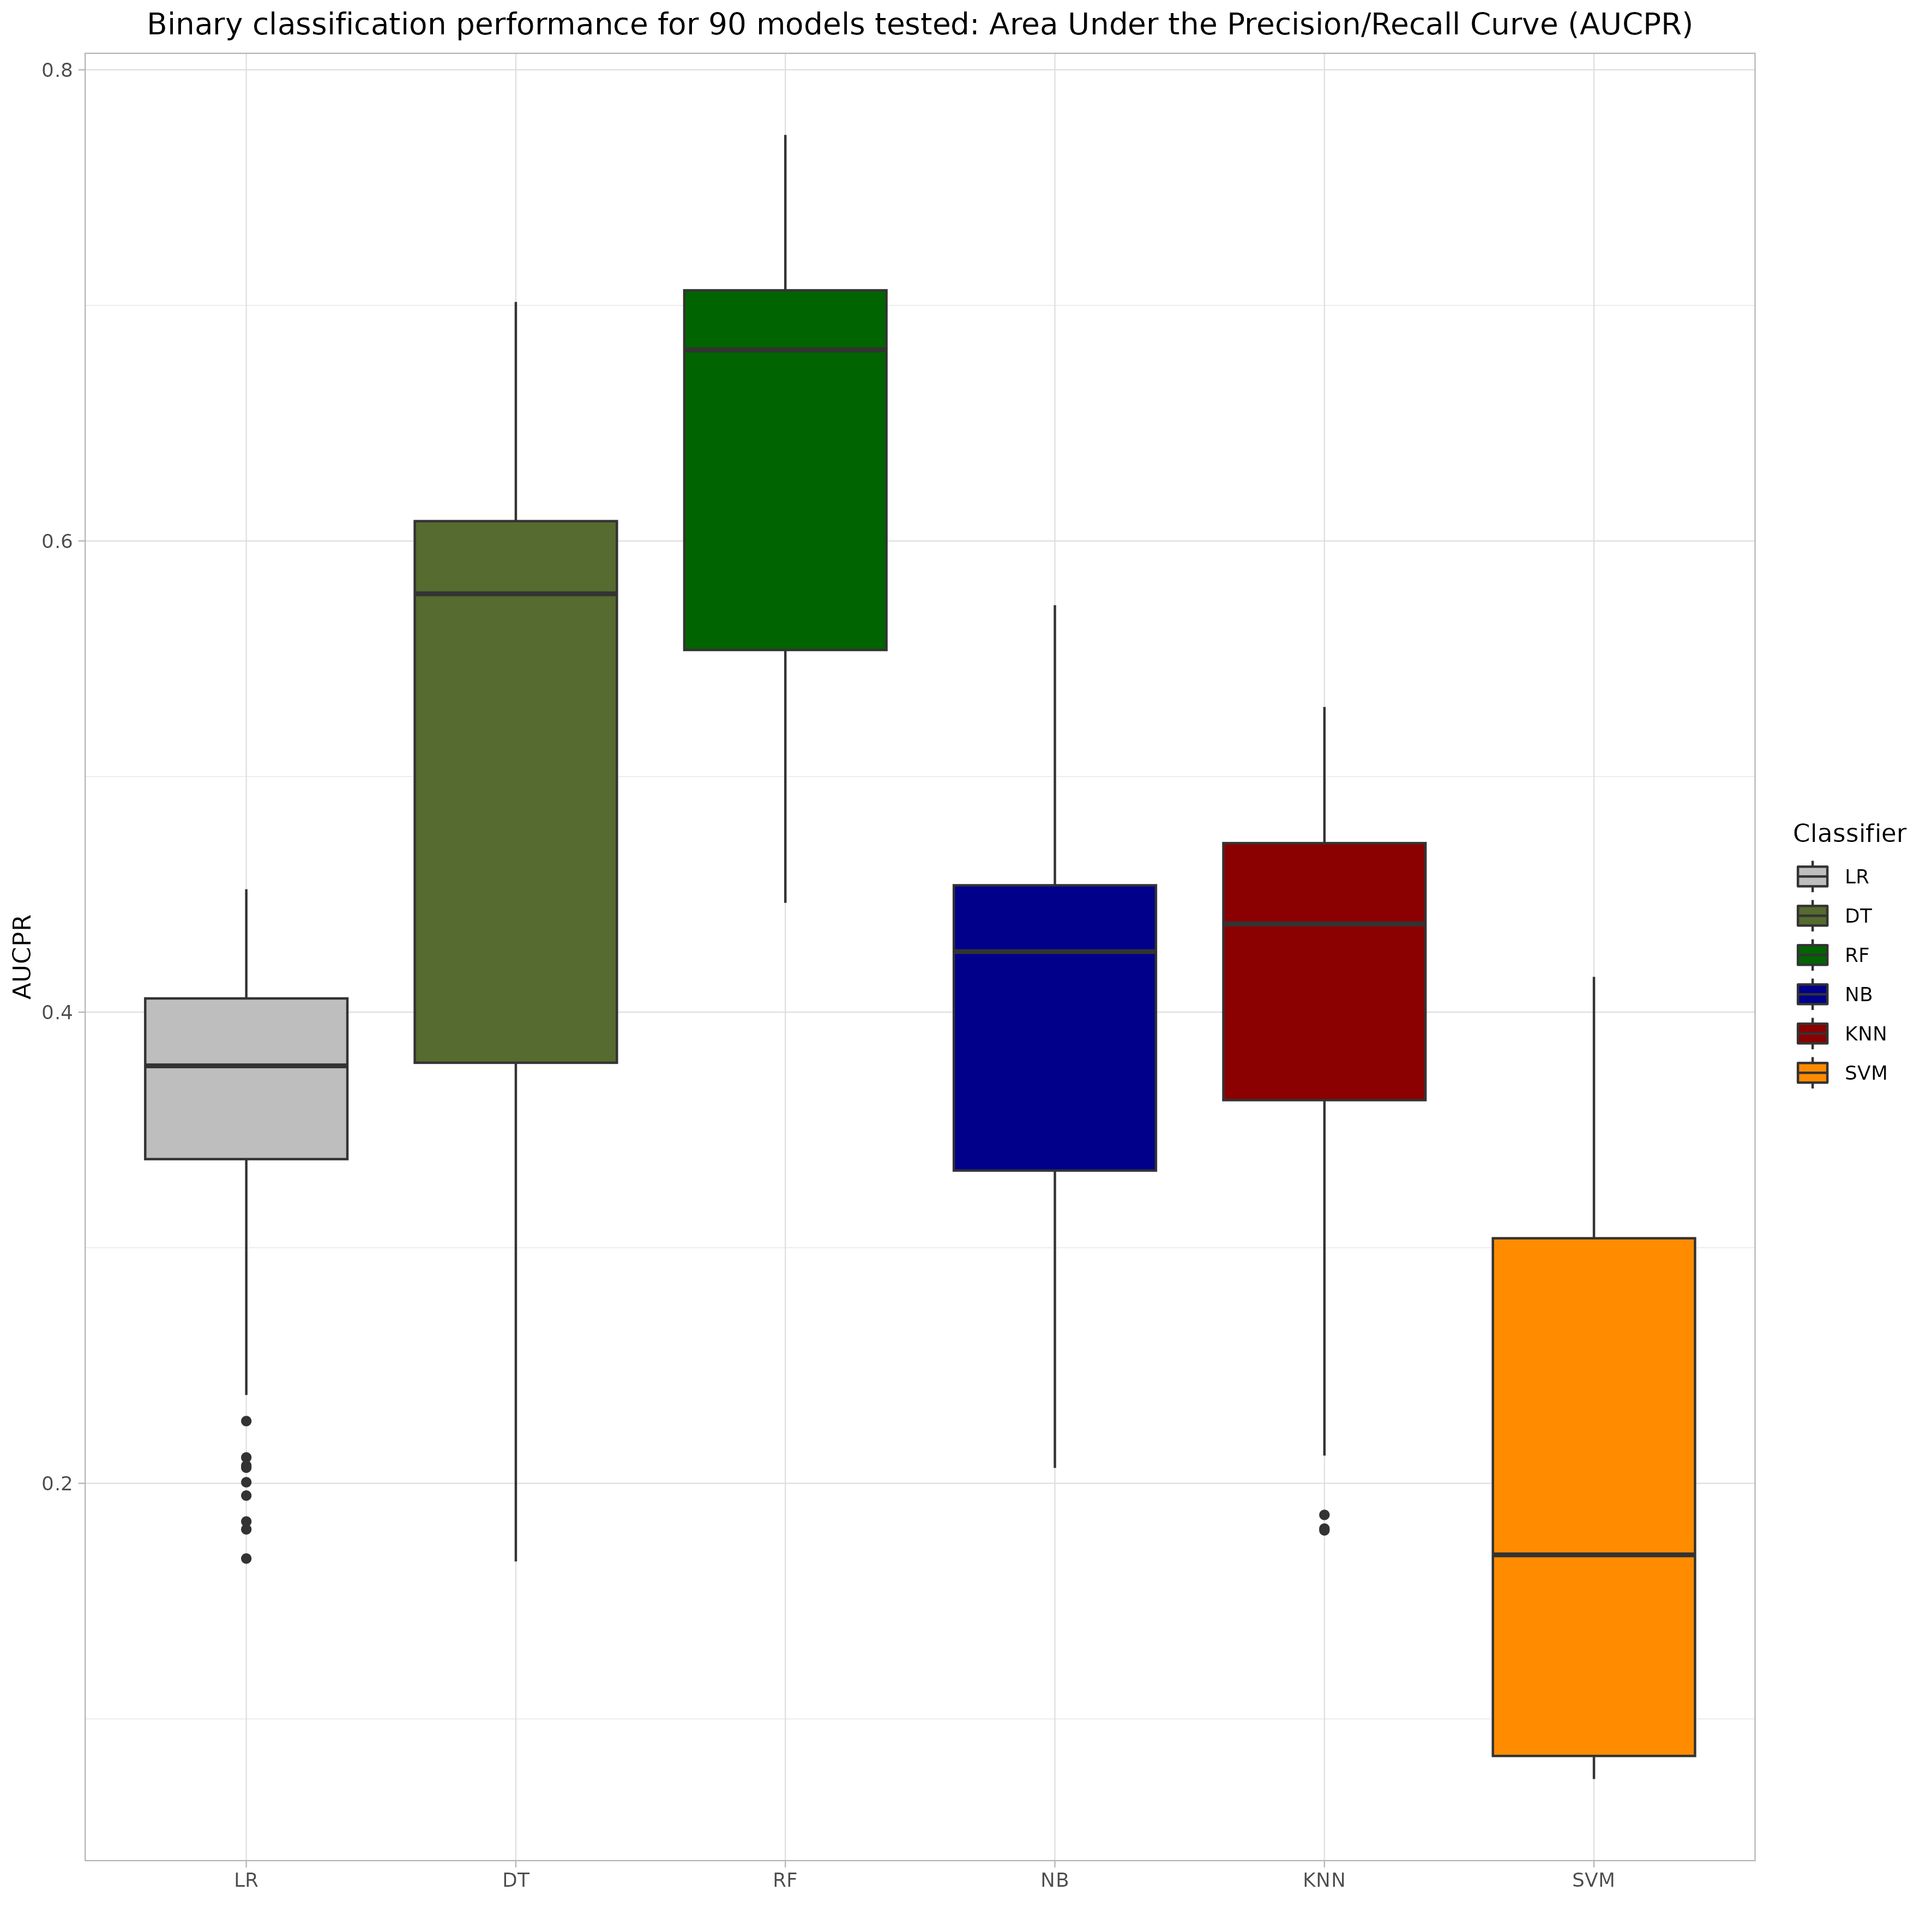 Binary classification performance for 90 models tested: Area Under the Precision/Recall Curve (AUCPR)
0.8
0.6
0.4
0.2
AUCPR
LR DT RF NB KNN SVM
Classifier
LR
DT
RF
NB
KNN
SVM